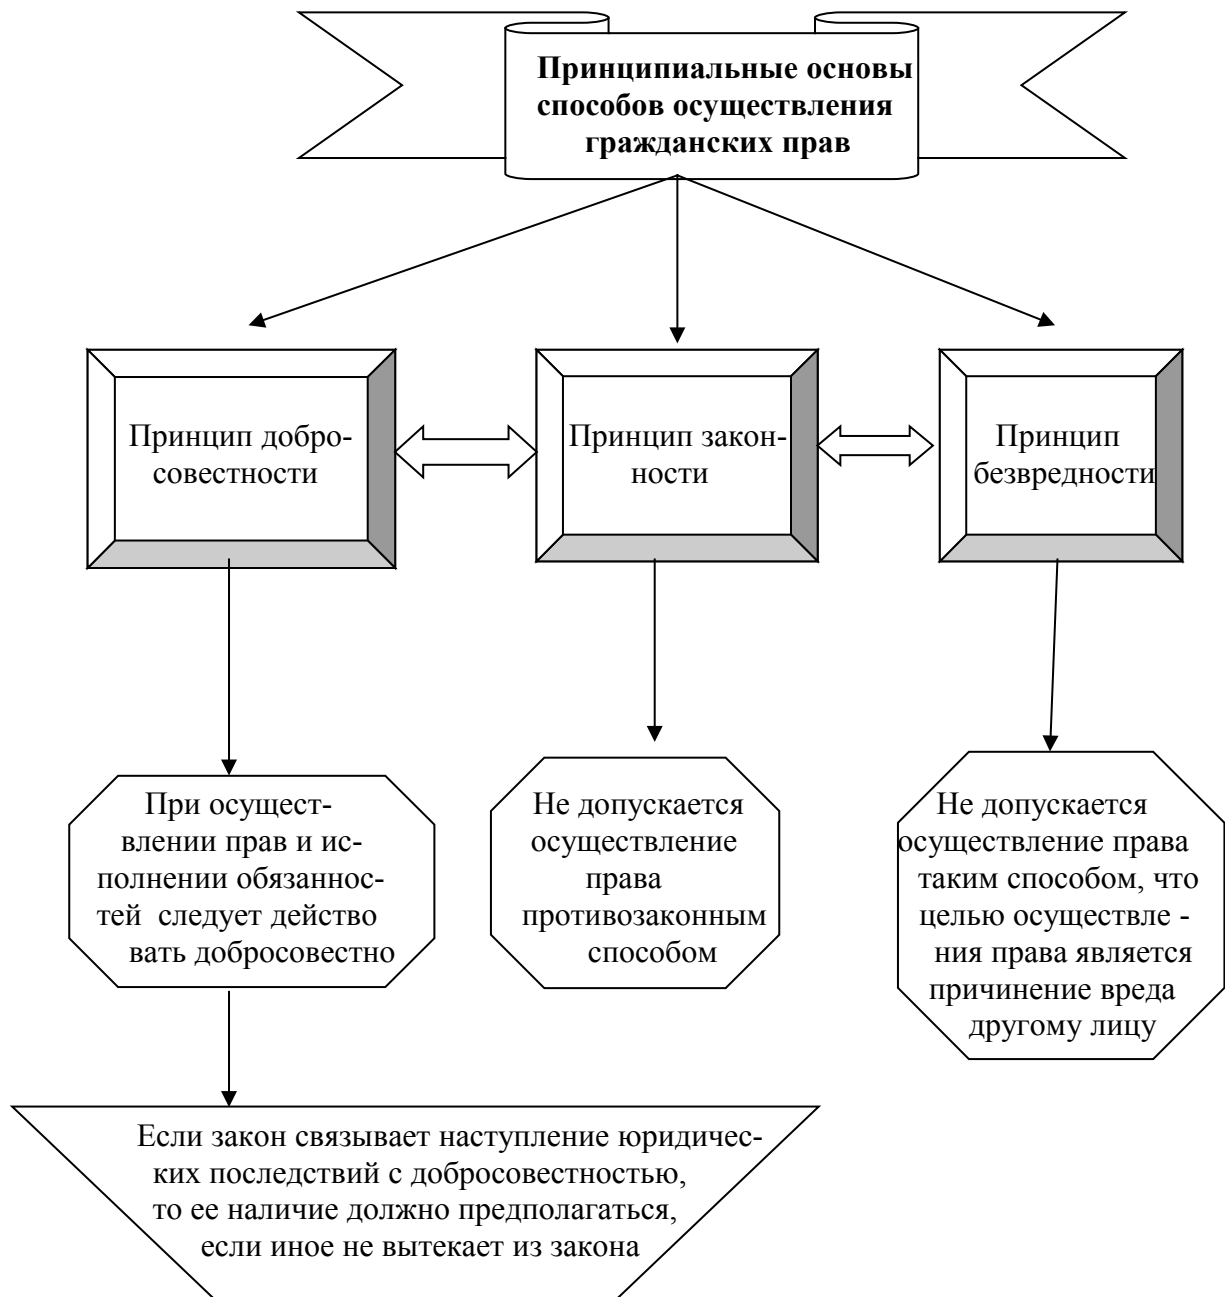 Принципиальные основы
способов осуществления
гражданских прав
Принцип добро-
совестности
Принцип закон-
ности
Принцип
безвредности
При осущест-
влении прав и ис-
полнении обязаннос-
тей следует действо
вать добросовестно
Не допускается
осуществление
права
противозаконным
способом
Не допускается
осуществление права
таким способом, что
целью осуществле -
ния права является
причинение вреда
другому лицу
Если закон связывает наступление юридичес-
ких последствий с добросовестностью,
то ее наличие должно предполагаться,
если иное не вытекает из закона